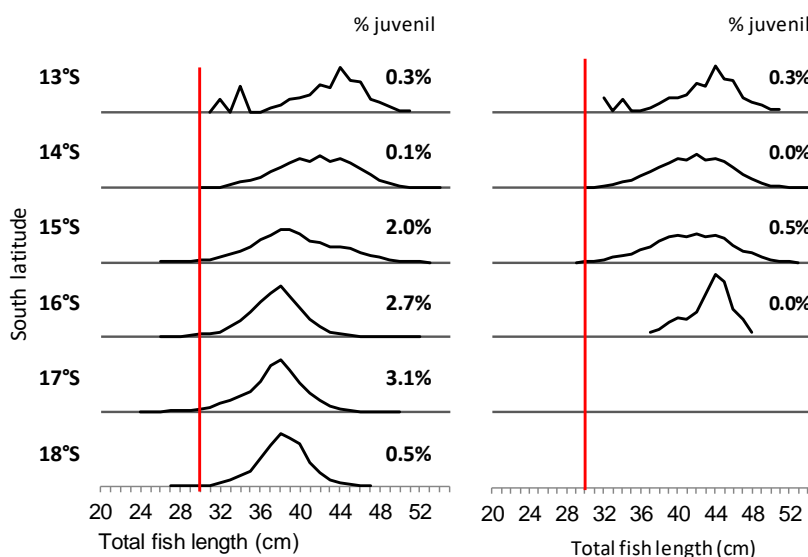 % juvenil
13°S 0.3%
14°S 0.1%
15°S 2.0%
16°S 2.7%
17°S 3.1%
18°S 0.5%
South latitude
20 24 28 32 36 40 44 48 52
Total fish length (cm)
% juvenil
0.3%
0.0%
0.5%
0.0%
20 24 28 32 36 40 44 48 52
Total fish length (cm)